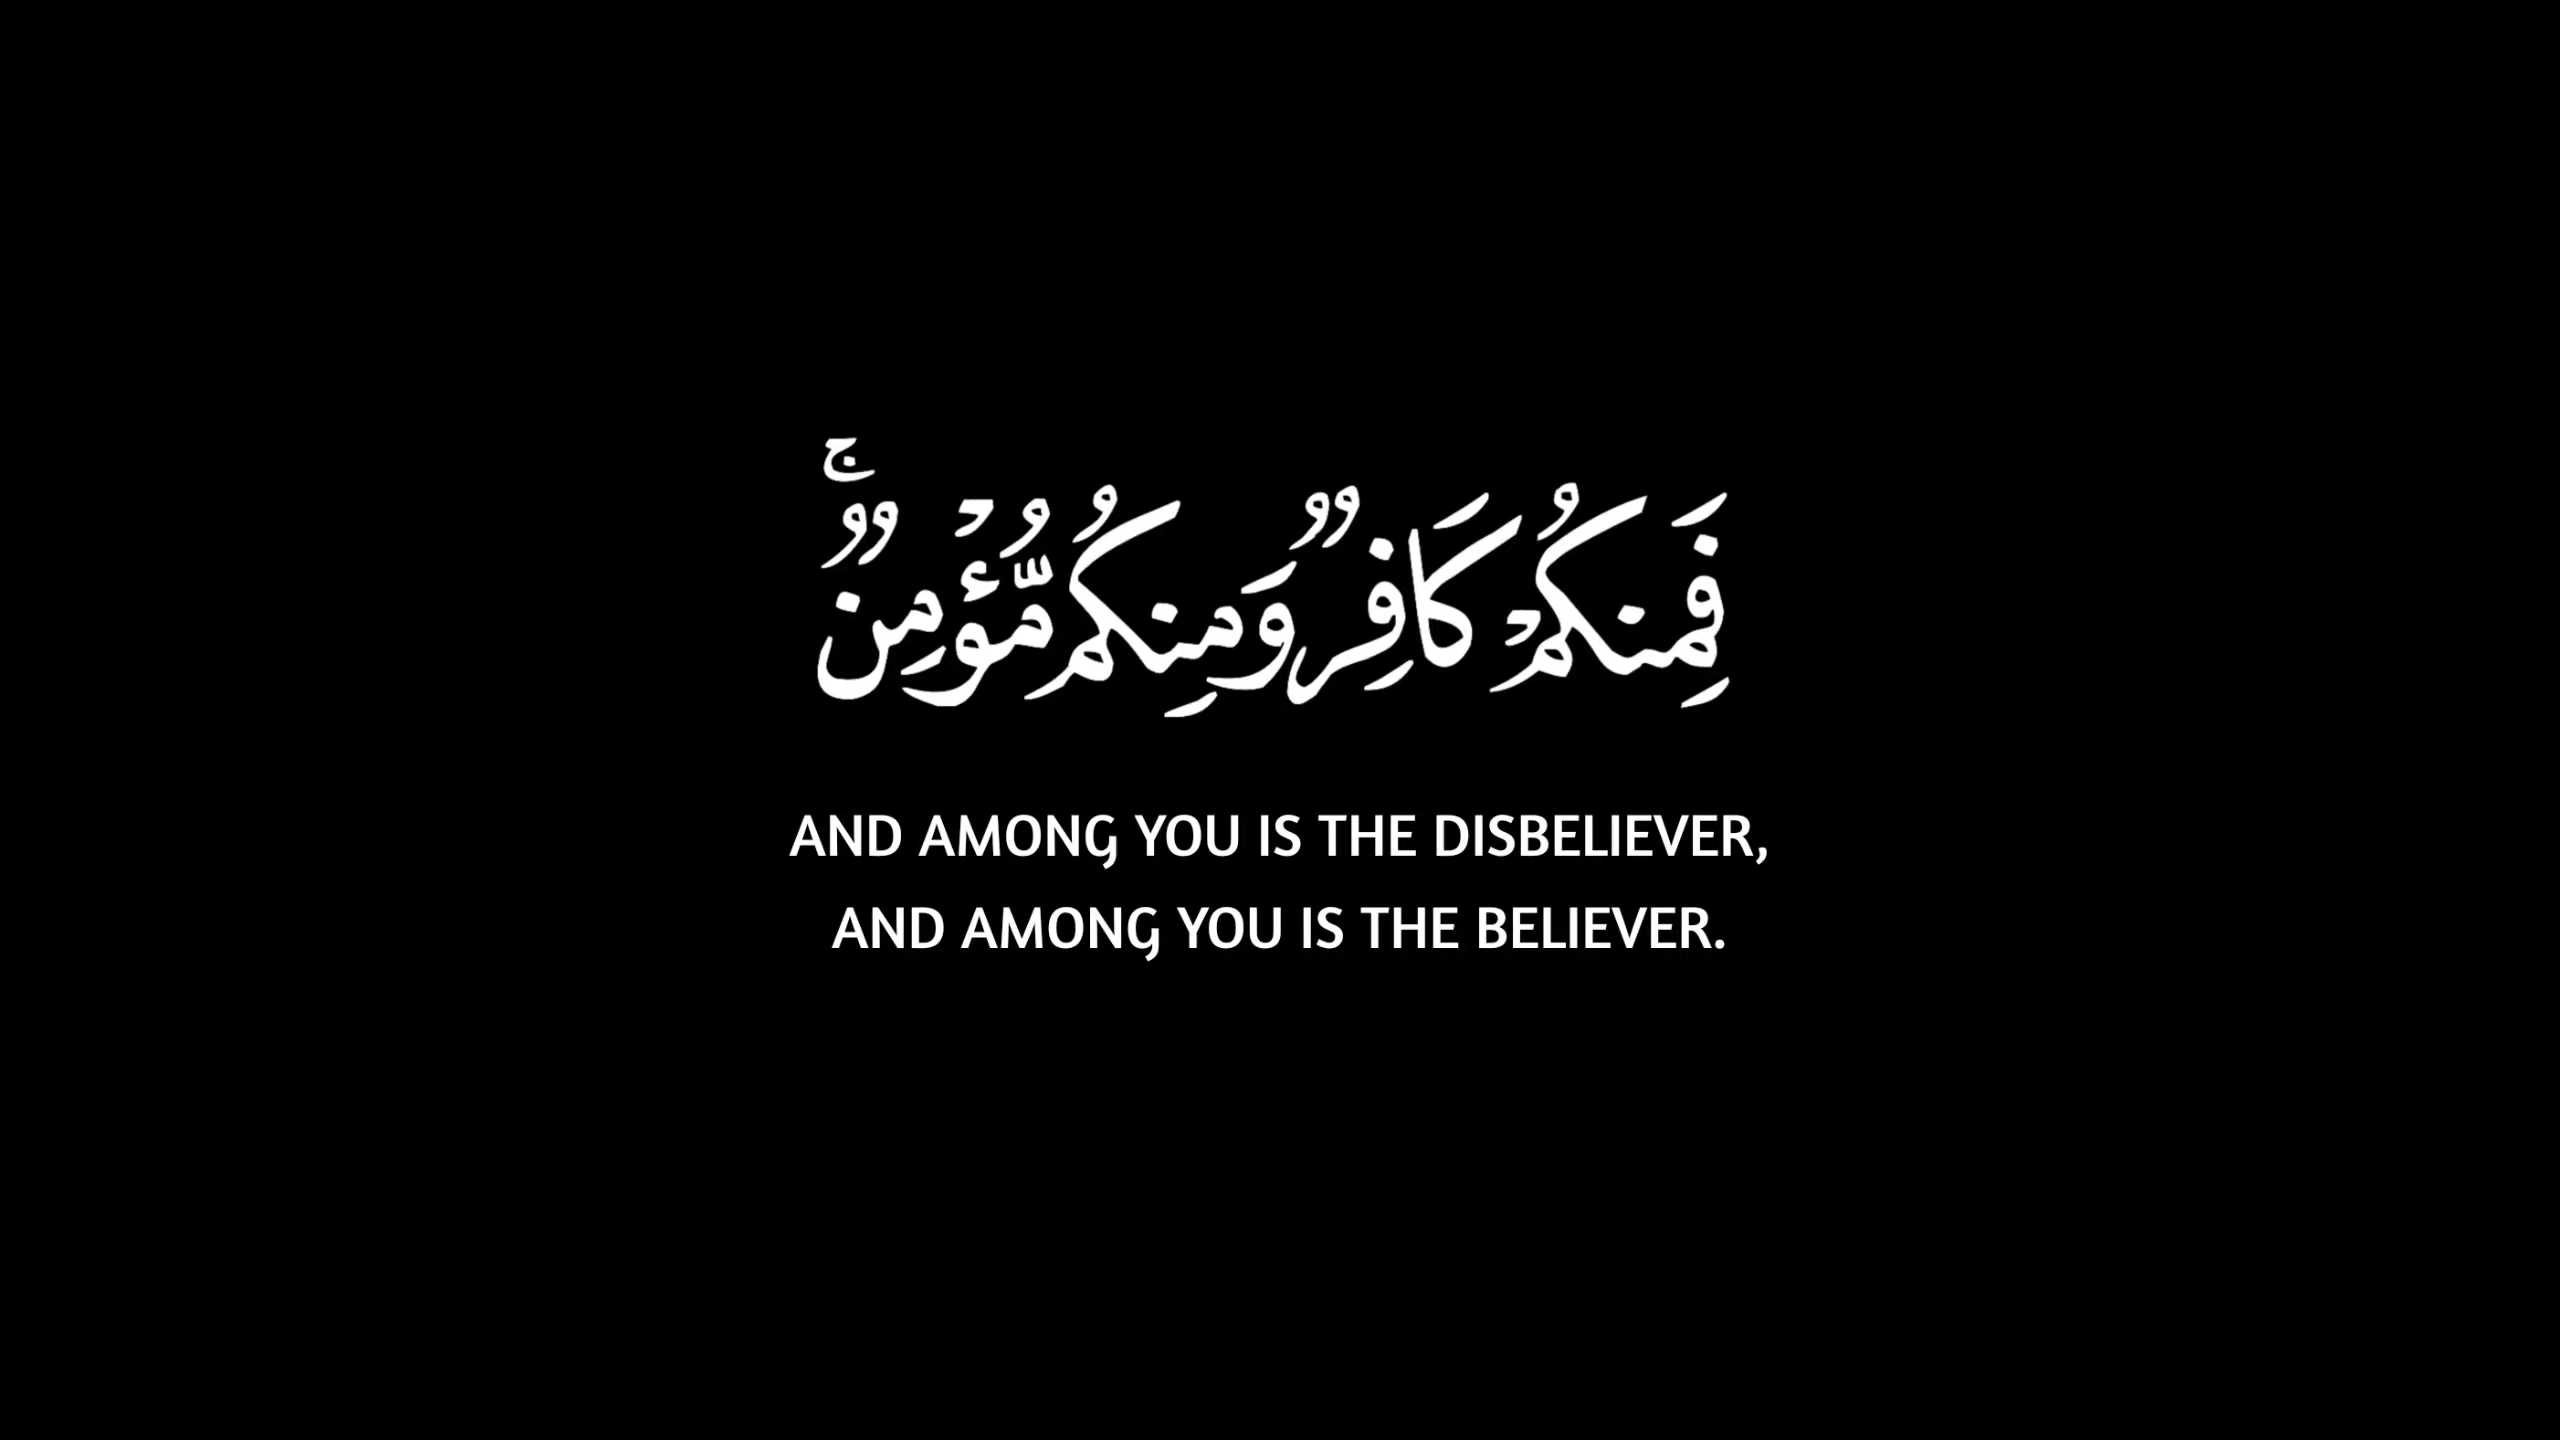 فَمِنكُمْ كَافِرٌ وَمِنكُم مُّؤْمِنٌ ۚ
AND AMONG YOU IS THE DISBELIEVER,
AND AMONG YOU IS THE BELIEVER.